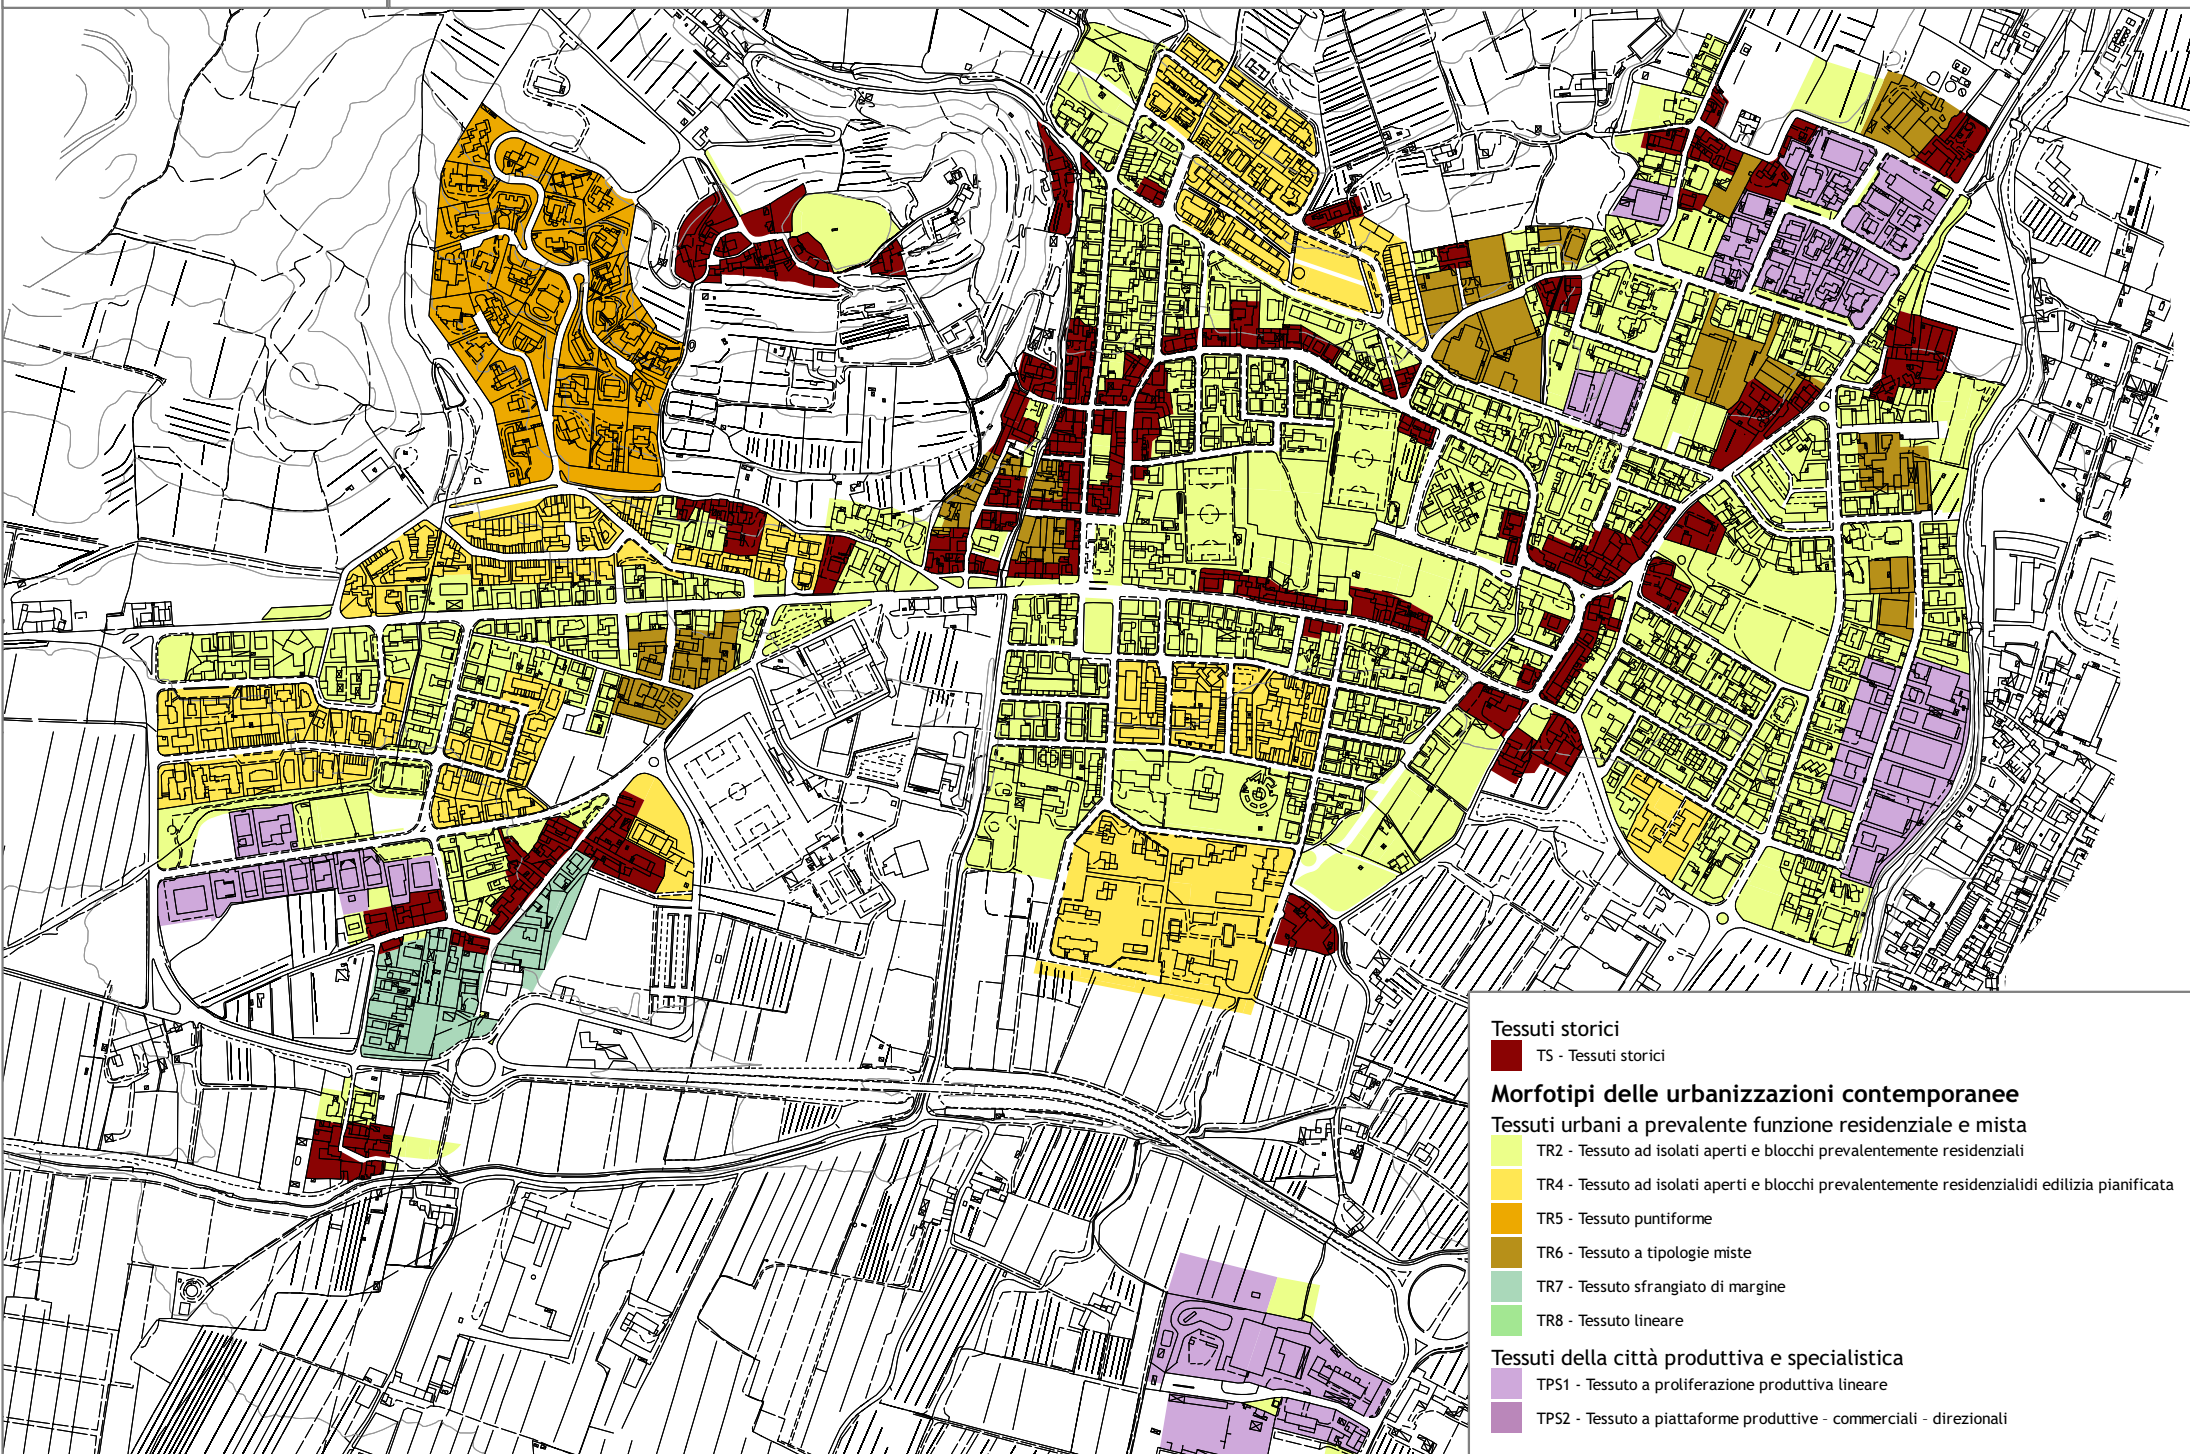 Tessuti storici
TS - Tessuti storici
Morfotipi delle urbanizzazioni contemporanee
Tessuti urbani a prevalente funzione residenziale e mista
TR2 - Tessuto ad isolati aperti e blocchi prevalentemente residenziali
TR4 - Tessuto ad isolati aperti e blocchi prevalentemente residenzialidi edilizia pianificata
TR5 - Tessuto puntiforme
TR6 - Tessuto a tipologie miste
TR7 - Tessuto sfrangiato di margine
TR8 - Tessuto lineare
Tessuti della città produttiva e specialistica
TPS1 - Tessuto a proliferazione produttiva lineare
TPS2 - Tessuto a piattaforme produttive - commerciali - direzionali